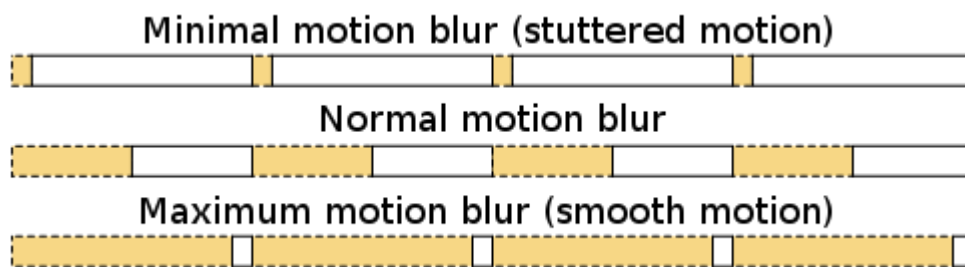 Minimal motion blur (stuttered motion)
Normal motion blur
Maximum motion blur (smooth motion)